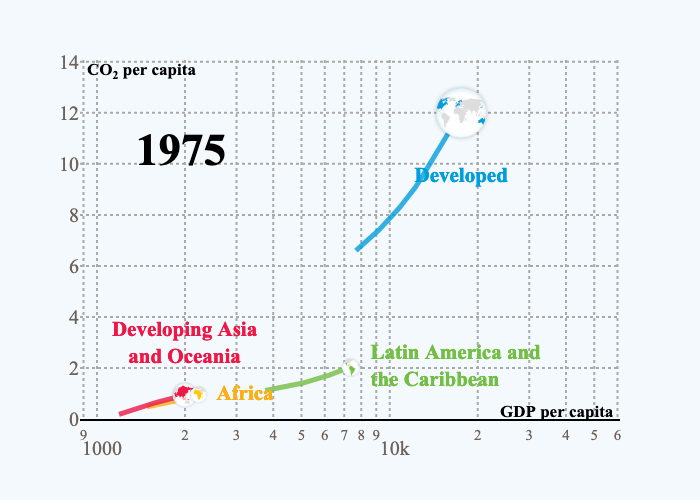 14
CO₂ per capita
12
1975
10
Developed
8
6
4
Developing Asia
and Oceania
Latin America and
the Caribbean
2
Africa
GDP per capita
0
9 2 3 4 5 6 7 8 9 2 3 4 5 6
1000 10k